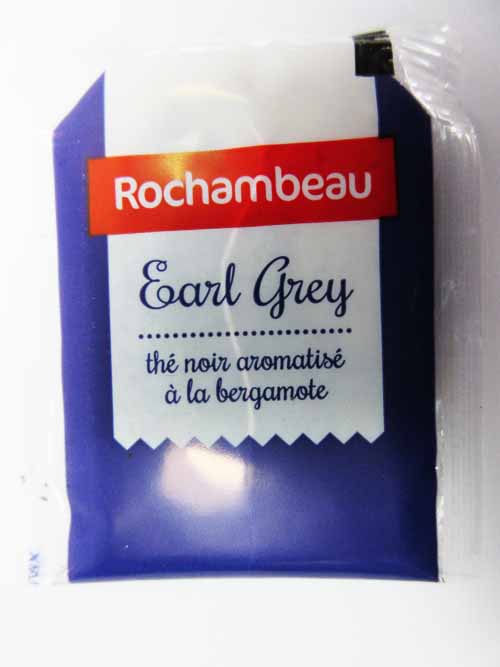 Rochambeau
Earl Grey
thé noir aromatisé
à la bergamote